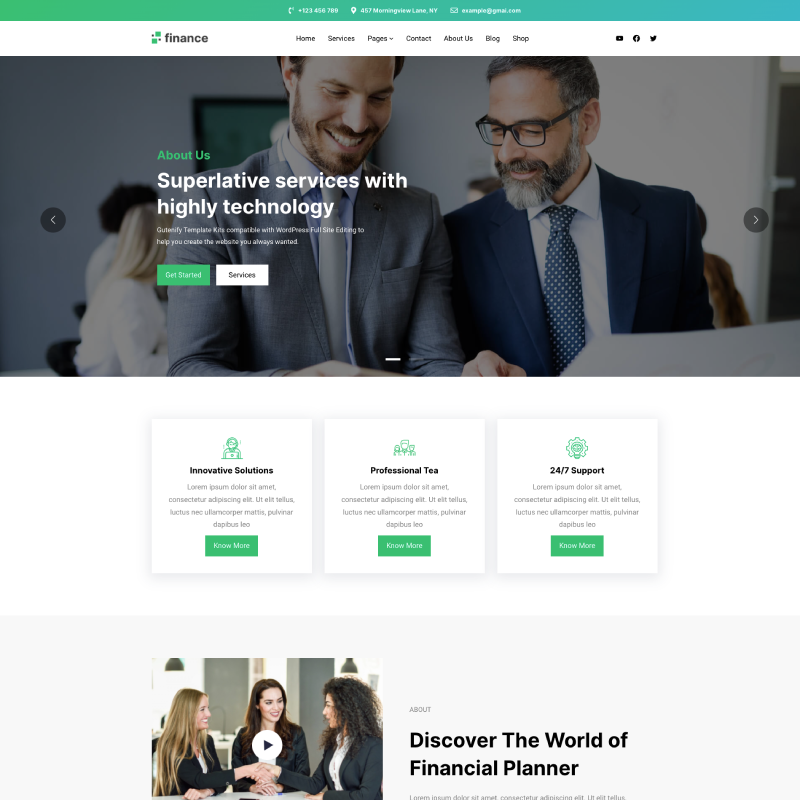 +123 456 789 457 Morningview Lane, NY example@gmai.com
finance Home Services Pages Contact About Us Blog Shop
About Us
Superlative services with
highly technology
Gutenify Template Kits compatible with WordPress Full Site Editing to
help you create the website you always wanted.
Get Started Services
Innovative Solutions
Lorem ipsum dolor sit amet,
consectetur adipiscing elit. Ut elit tellus,
luctus nec ullamcorper mattis, pulvinar
dapibus leo
Know More
Professional Tea
Lorem ipsum dolor sit amet,
consectetur adipiscing elit. Ut elit tellus,
luctus nec ullamcorper mattis, pulvinar
dapibus leo
Know More
24/7 Support
Lorem ipsum dolor sit amet,
consectetur adipiscing elit. Ut elit tellus,
luctus nec ullamcorper mattis, pulvinar
dapibus leo
Know More
ABOUT
Discover The World of
Financial Planner
Lorem ipsum dolor sit amet, consectetur adipiscing elit. Ut elit tellus,